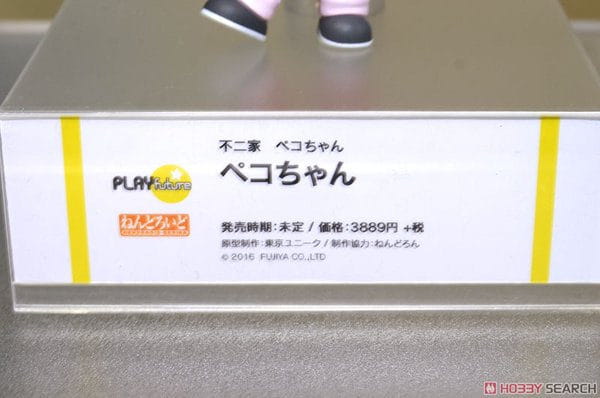 不二家 ペコちゃん
ペコちゃん
PLAY future
ねんどろいど
発売時期:未定 / 価格:3889円 +税
原型制作:東京ユニーク / 制作協力:ねんどろん
© 2016 FUJIYA CO.,LTD
HOBBY SEARCH